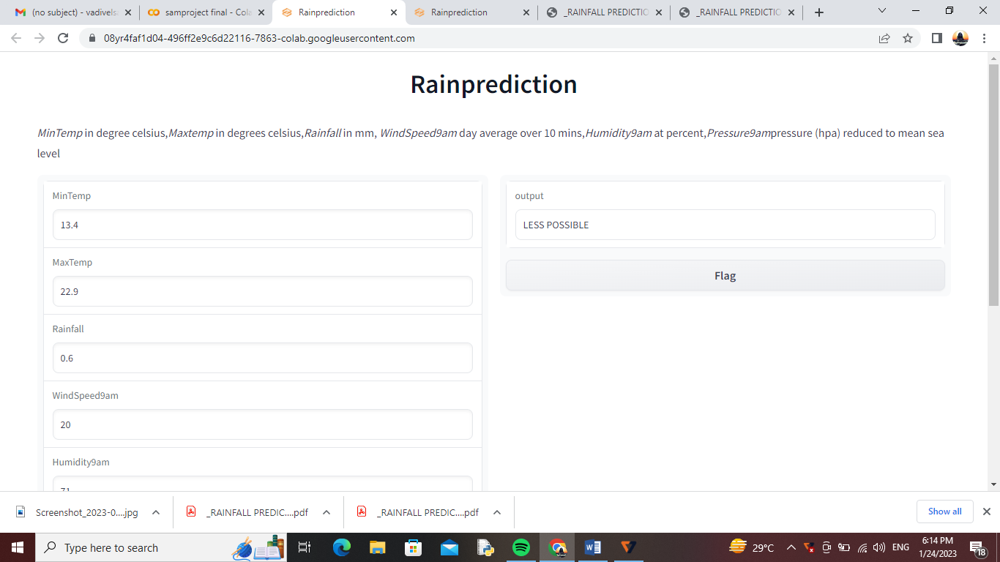 (no subject) - vadivels
samproject final - Cola
Rainprediction
Rainprediction
_RAINFALL PREDICTIO
_RAINFALL PREDICTIO
08yr4faf1d04-496ff2e9c6d22116-7863-colab.googleusercontent.com
Rainprediction
MinTemp in degree celsius,Maxtemp in degrees celsius,Rainfall in mm, WindSpeed9am day average over 10 mins,Humidity9am at percent,Pressure9ampressure (hpa) reduced to mean sea
level
MinTemp
13.4
MaxTemp
22.9
Rainfall
0.6
WindSpeed9am
20
Humidity9am
71
output
LESS POSSIBLE
Flag
Screenshot_2023-0....jpg
_RAINFALL PREDIC....pdf
_RAINFALL PREDIC....pdf
Show all
Type here to search
29°C
ENG
6:14 PM
1/24/2023
18